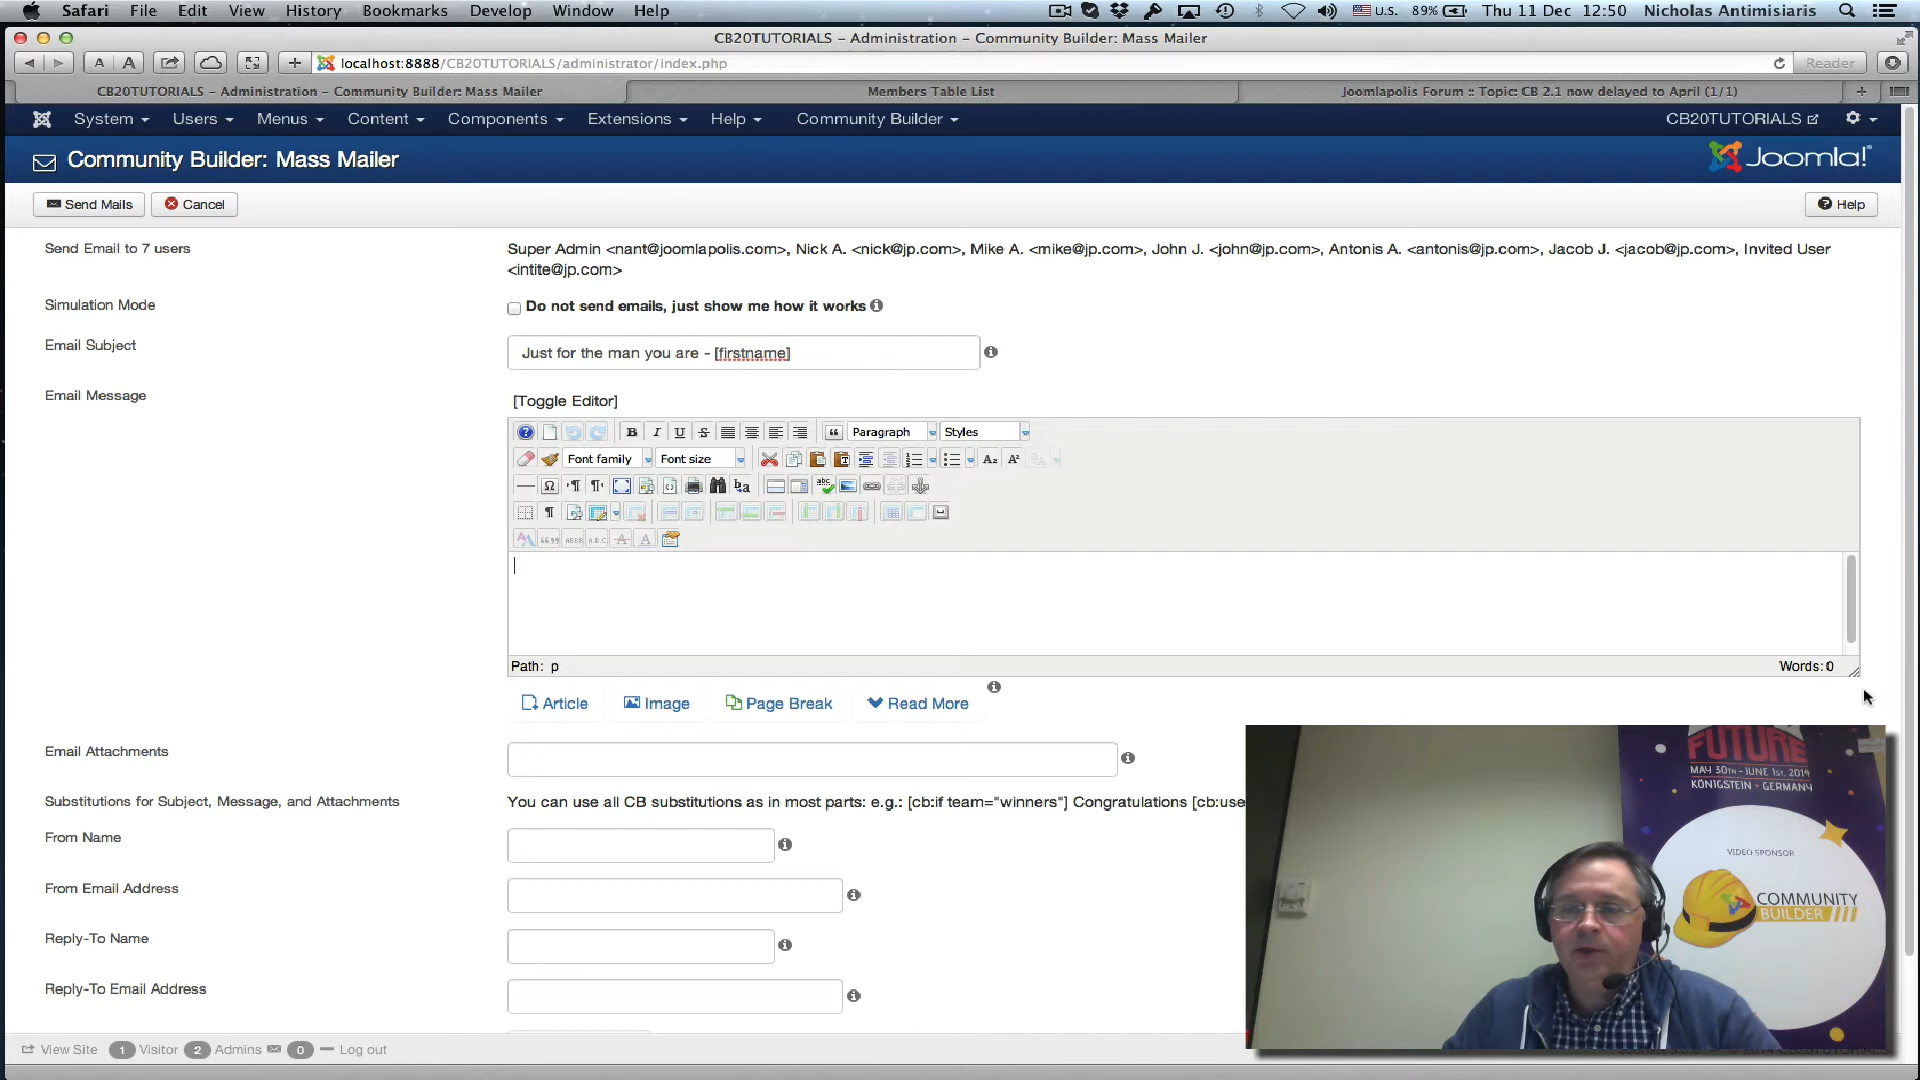 Safari File Edit View History Bookmarks Develop Window Help U.S. 89% Thu 11 Dec 12:50 Nicholas Antimisiaris
CB20TUTORIALS – Administration – Community Builder: Mass Mailer
A A localhost:8888/CB20TUTORIALS/administrator/index.php Reader
CB20TUTORIALS – Administration – Community Builder: Mass Mailer Members Table List Joomlapolis Forum :: Topic: CB 2.1 now delayed to April (1/1)
System Users Menus Content Components Extensions Help Community Builder CB20TUTORIALS
Community Builder: Mass Mailer Joomla!®
Send Mails Cancel Help
Send Email to 7 users Super Admin <nant@joomlapolis.com>, Nick A. <nick@jp.com>, Mike A. <mike@jp.com>, John J. <john@jp.com>, Antonis A. <antonis@jp.com>, Jacob J. <jacob@jp.com>, Invited User
<intite@jp.com>
Simulation Mode Do not send emails, just show me how it works
Email Subject Just for the man you are - [firstname]
Email Message [Toggle Editor]
B I U S Paragraph Styles
Font family Font size
Path: p Words:0
Article Image Page Break Read More
Email Attachments
Substitutions for Subject, Message, and Attachments You can use all CB substitutions as in most parts: e.g.: [cb:if team="winners"] Congratulations [cb:use
From Name
From Email Address
Reply-To Name
Reply-To Email Address
View Site 1 Visitor 2 Admins 0 Log out
FUTURE
MAY 30TH - JUNE 1ST, 2014
KÖNIGSTEIN • GERMANY
VIDEO SPONSOR
COMMUNITY
BUILDER